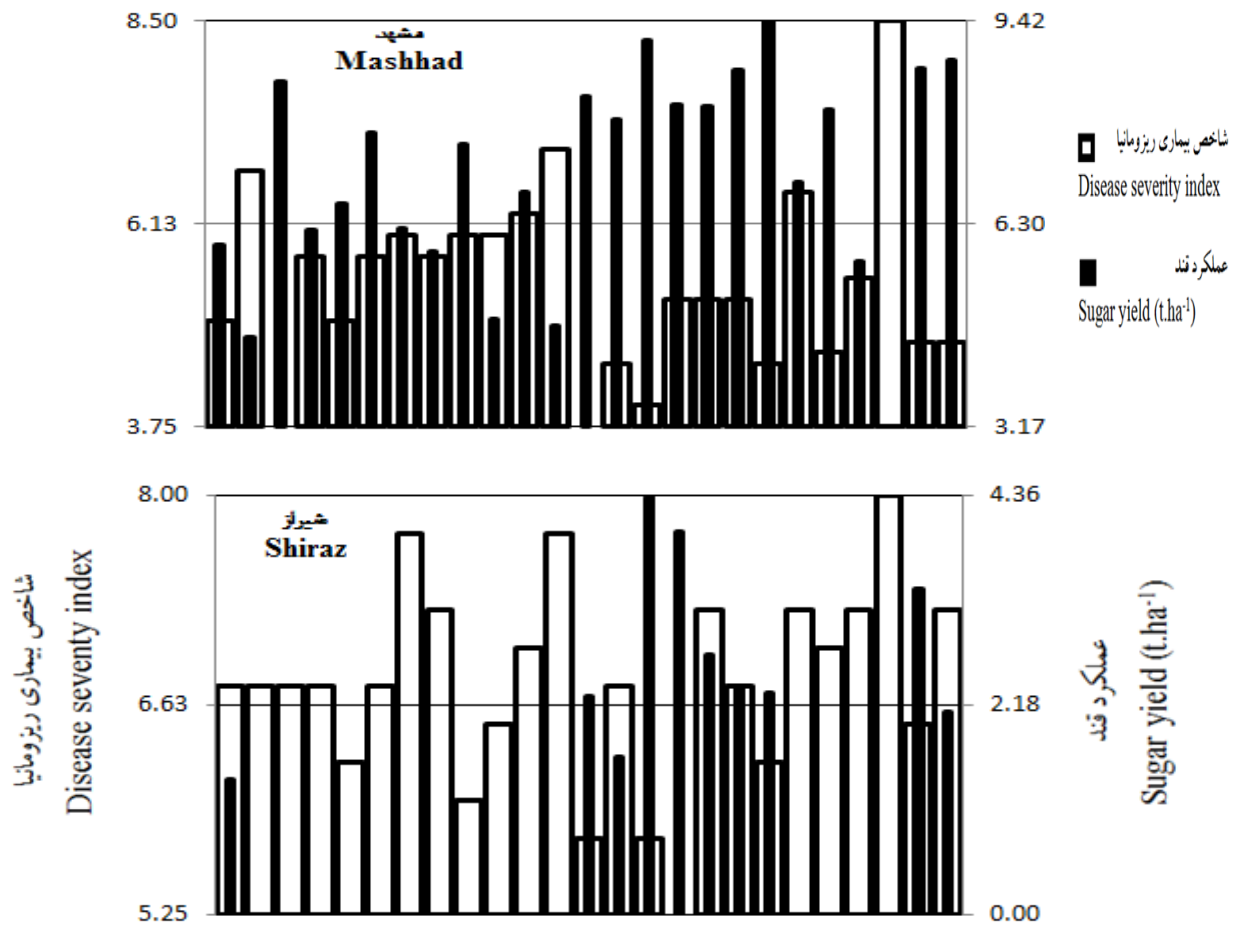 8.50
6.13
3.75
مشهد
Mashhad
9.42
6.30
3.17
شاخص بیماری ریزومانیا
Disease severity index
عملکرد قند
Sugar yield (t.ha-1)
شاخص بیماری ریزومانیا
Disease seventy index
8.00
6.63
5.25
شیراز
Shiraz
4.36
2.18
0.00
عملکرد قند
Sugar yield (t.ha-1)